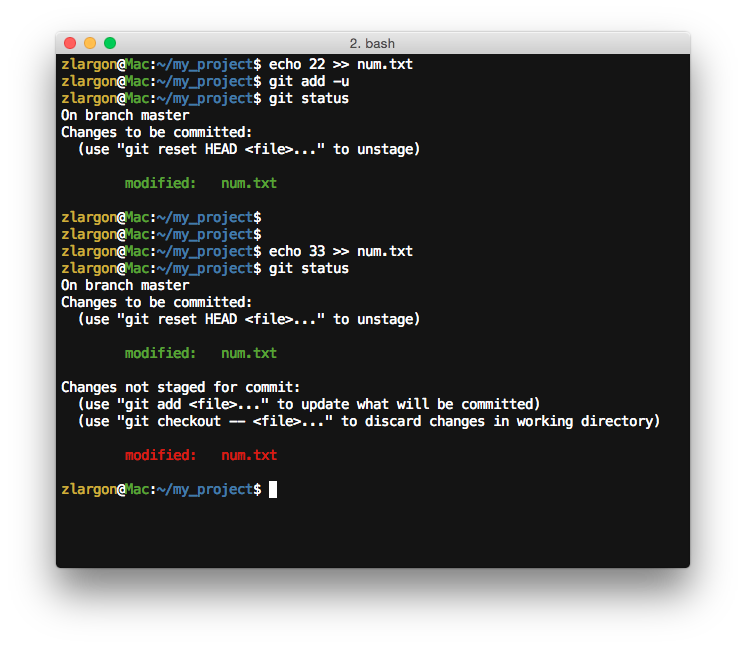 2. bash
zlargon@Mac:~/my_project$ echo 22 >> num.txt
zlargon@Mac:~/my_project$ git add -u
zlargon@Mac:~/my_project$ git status
On branch master
Changes to be committed:
  (use "git reset HEAD <file>..." to unstage)
        modified:   num.txt
zlargon@Mac:~/my_project$
zlargon@Mac:~/my_project$
zlargon@Mac:~/my_project$ echo 33 >> num.txt
zlargon@Mac:~/my_project$ git status
On branch master
Changes to be committed:
  (use "git reset HEAD <file>..." to unstage)
        modified:   num.txt
Changes not staged for commit:
  (use "git add <file>..." to update what will be committed)
  (use "git checkout -- <file>..." to discard changes in working directory)
        modified:   num.txt
zlargon@Mac:~/my_project$